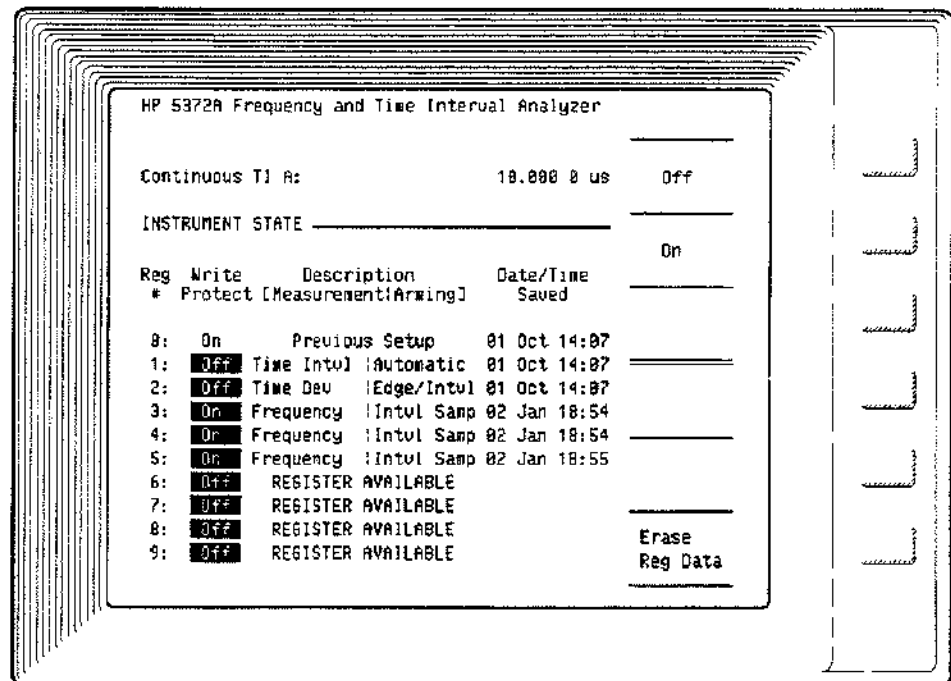 HP 5372A Frequency and Time Interval Analyzer
Continuous TI A: 10.000 0 us
Off
INSTRUMENT STATE
On
Reg Write Description Date/Time
# Protect [Measurement|Arming] Saved
0: On Previous Setup 01 Oct 14:07
1: Off Time Intvl |Automatic 01 Oct 14:07
2: Off Time Dev |Edge/Intvl 01 Oct 14:07
3: On Frequency |Intvl Samp 02 Jan 18:54
4: On Frequency |Intvl Samp 02 Jan 18:54
5: On Frequency |Intvl Samp 02 Jan 18:55
6: Off REGISTER AVAILABLE
7: Off REGISTER AVAILABLE
8: Off REGISTER AVAILABLE
9: Off REGISTER AVAILABLE
Erase
Reg Data